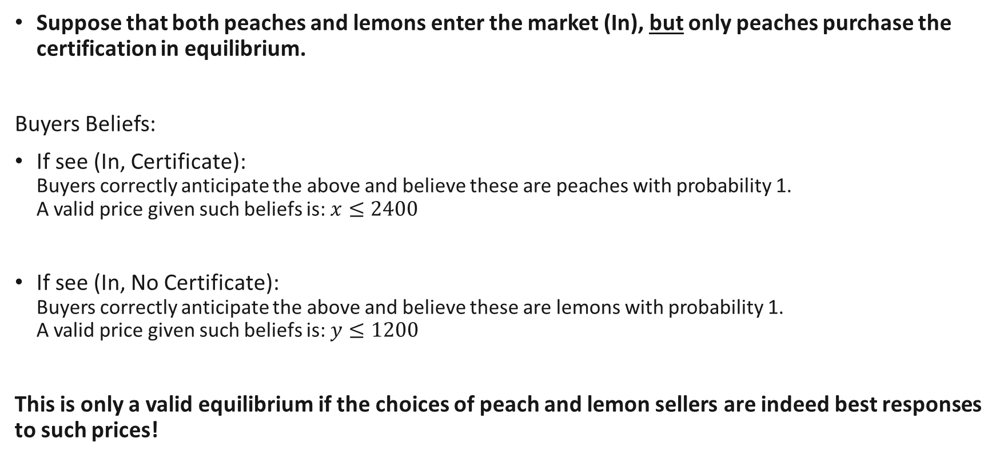 • Suppose that both peaches and lemons enter the market (In), but only peaches purchase the
certification in equilibrium.
Buyers Beliefs:
• If see (In, Certificate):
Buyers correctly anticipate the above and believe these are peaches with probability 1.
A valid price given such beliefs is: 𝑥 ≤ 2400
• If see (In, No Certificate):
Buyers correctly anticipate the above and believe these are lemons with probability 1.
A valid price given such beliefs is: 𝑦 ≤ 1200
This is only a valid equilibrium if the choices of peach and lemon sellers are indeed best responses
to such prices!